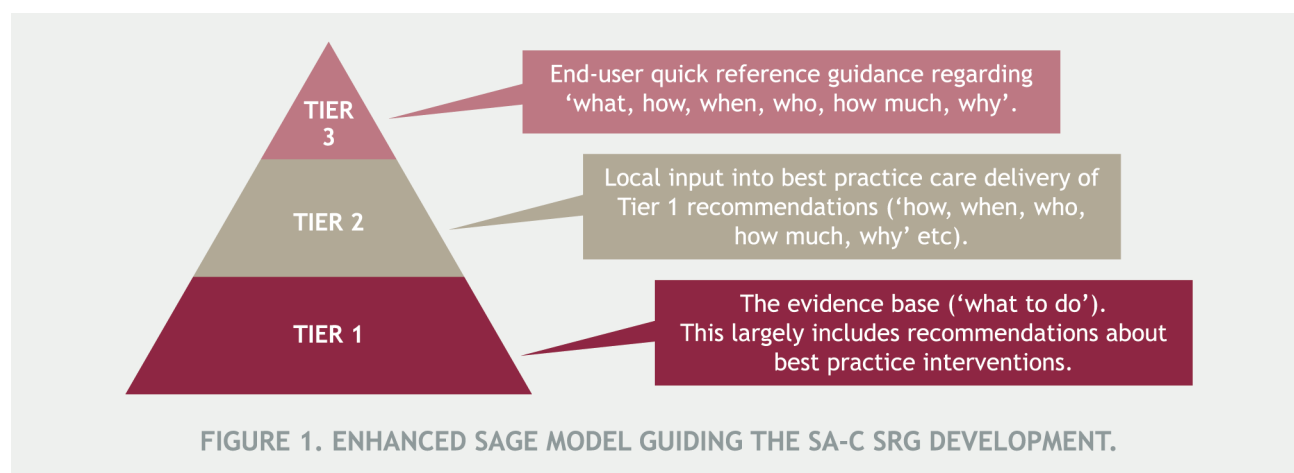 TIER
3
End-user quick reference guidance regarding
‘what, how, when, who, how much, why’.
TIER 2
Local input into best practice care delivery of
Tier 1 recommendations (‘how, when, who,
how much, why’ etc).
TIER 1
The evidence base (‘what to do’).
This largely includes recommendations about
best practice interventions.
FIGURE 1. ENHANCED SAGE MODEL GUIDING THE SA-C SRG DEVELOPMENT.